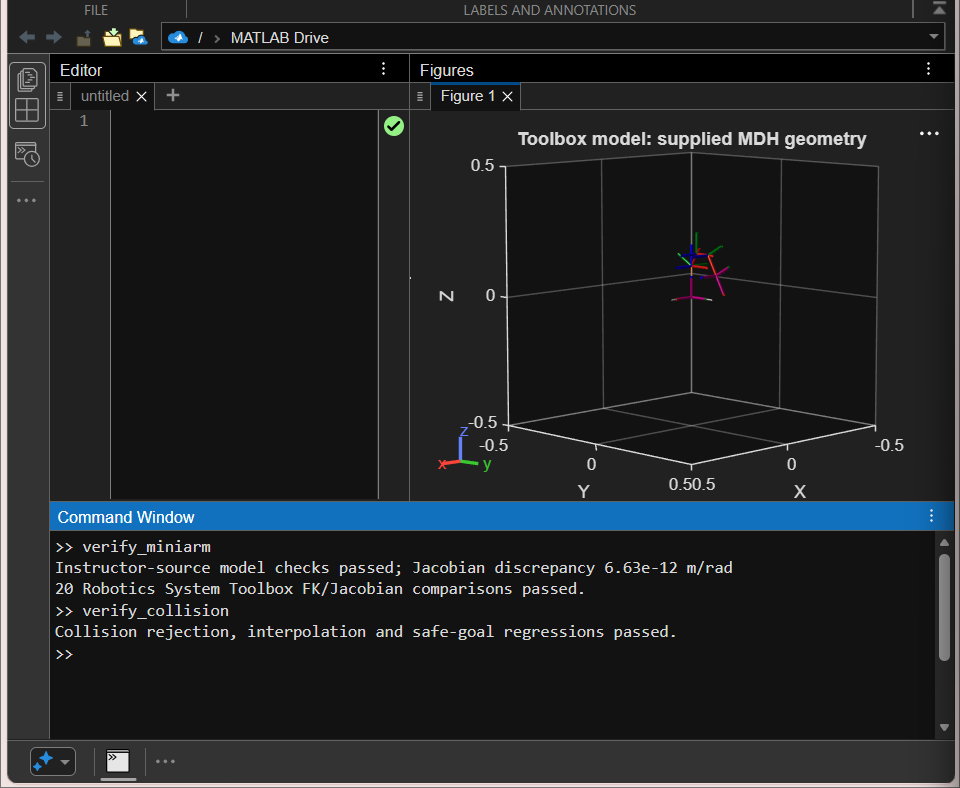 FILE
LABELS AND ANNOTATIONS
/ > MATLAB Drive
Editor
Figures
untitled
Figure 1
1
Toolbox model: supplied MDH geometry
0.5
0
-0.5
Z
-0.5
0
0.5
Y
0.5
0
-0.5
X
z
x
y
Command Window
>> verify_miniarm
Instructor-source model checks passed; Jacobian discrepancy 6.63e-12 m/rad
20 Robotics System Toolbox FK/Jacobian comparisons passed.
>> verify_collision
Collision rejection, interpolation and safe-goal regressions passed.
>>